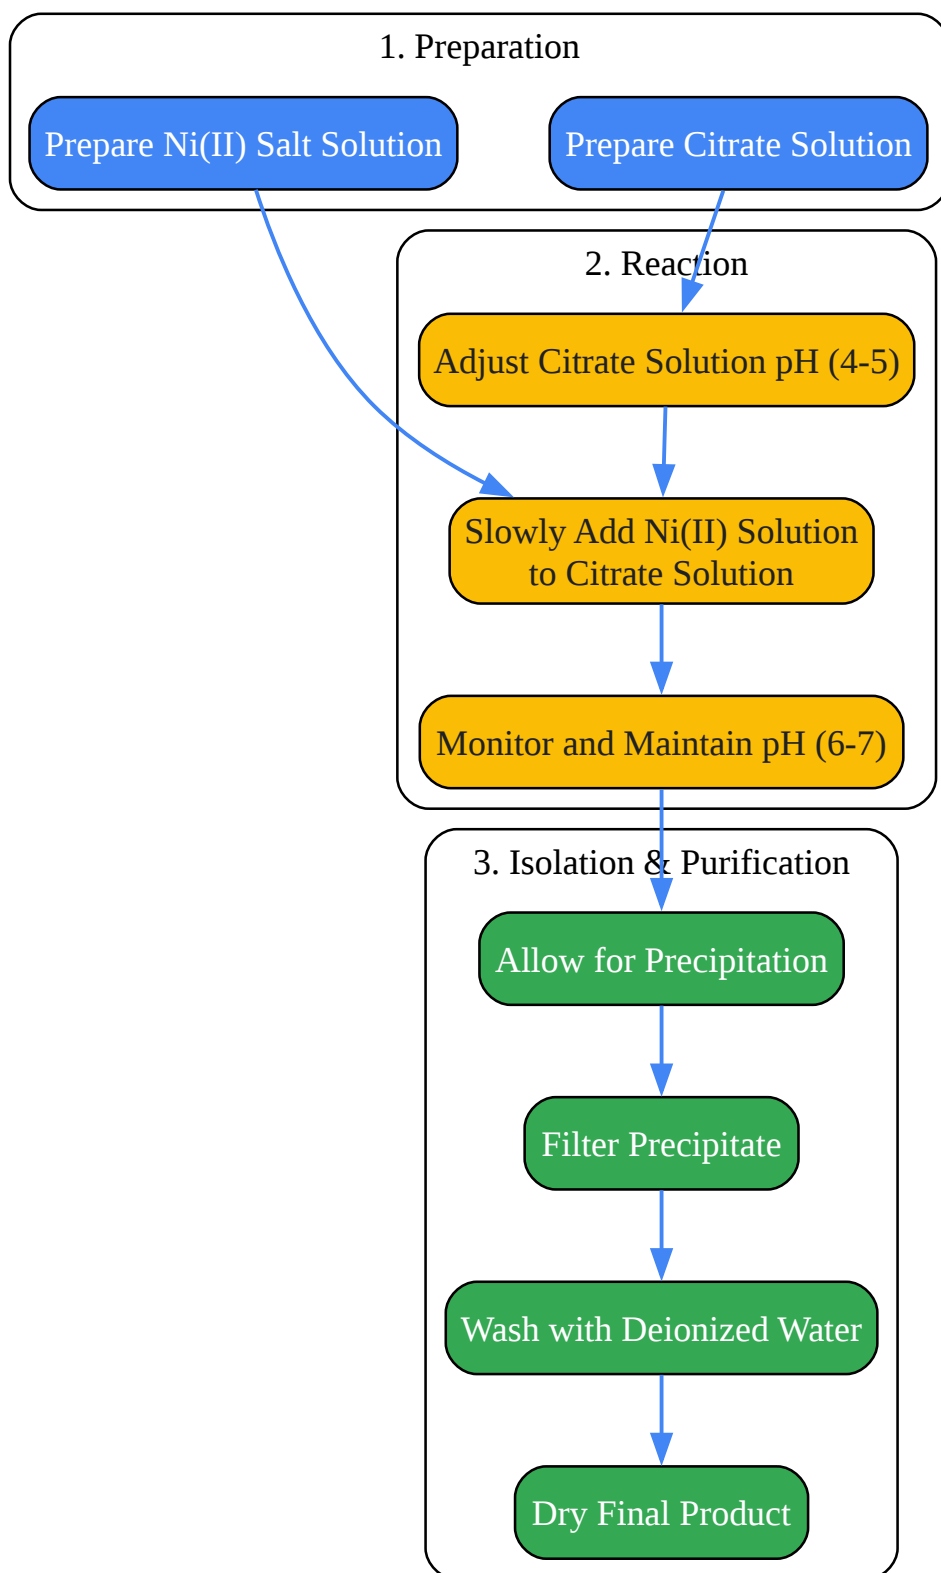 1. Preparation
Prepare Ni(II) Salt Solution
Prepare Citrate Solution
2. Reaction
Adjust Citrate Solution pH (4-5)
Slowly Add Ni(II) Solution
to Citrate Solution
Monitor and Maintain pH (6-7)
3. Isolation & Purification
Allow for Precipitation
Filter Precipitate
Wash with Deionized Water
Dry Final Product